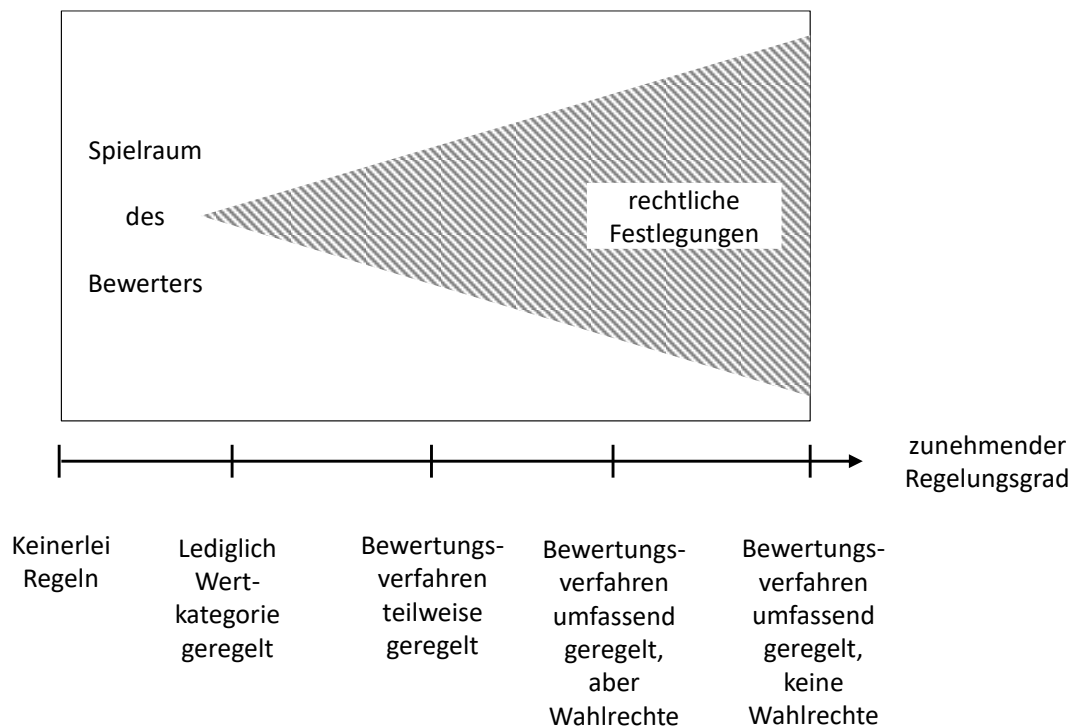 Spielraum
des
Bewerters
rechtliche
Festlegungen
zunehmender
Regelungsgrad
Keinerlei
Regeln
Lediglich
Wert-
kategorie
geregelt
Bewertungs-
verfahren
teilweise
geregelt
Bewertungs-
verfahren
umfassend
geregelt,
aber
Wahlrechte
Bewertungs-
verfahren
umfassend
geregelt,
keine
Wahlrechte